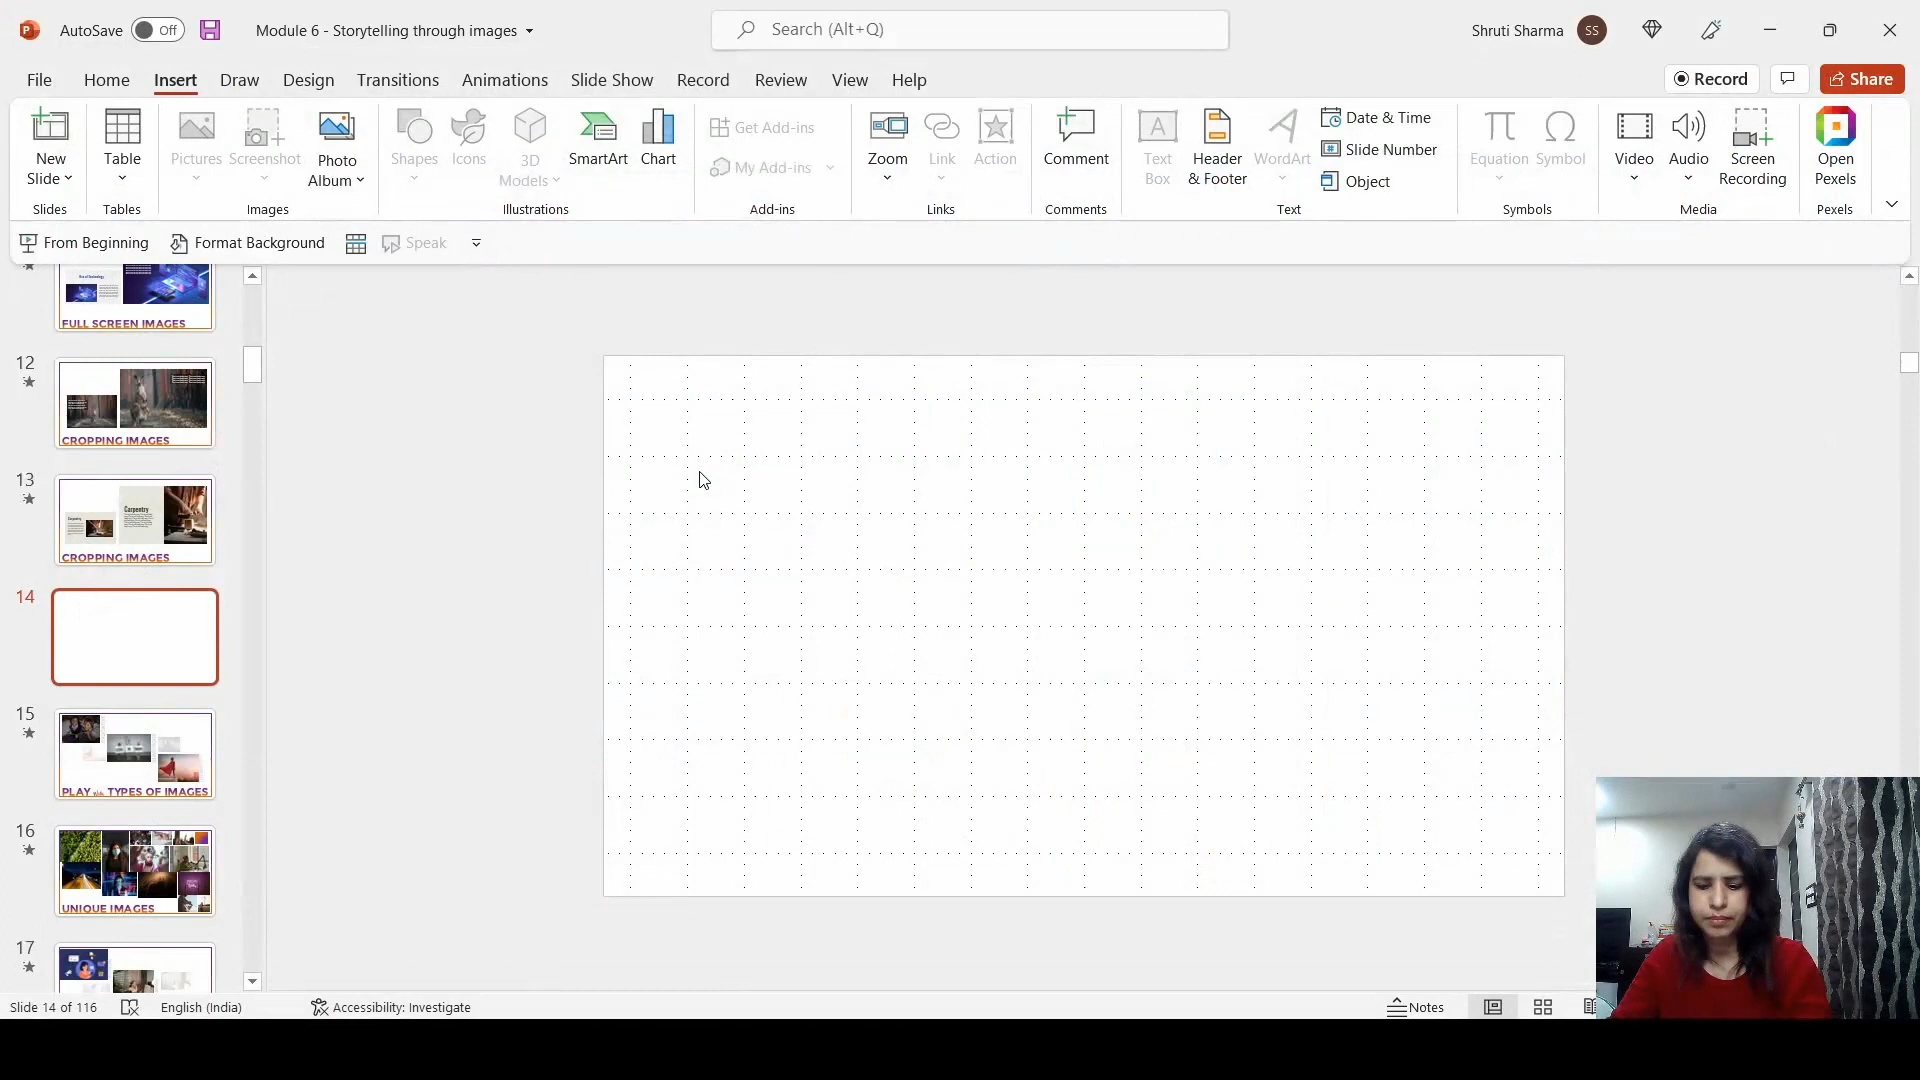 AutoSave Off Module 6 - Storytelling through images Search (Alt+Q) Shruti Sharma SS
File Home Insert Draw Design Transitions Animations Slide Show Record Review View Help Record Share
New Slide
Table
Pictures
Screenshot
Photo Album
Shapes
Icons
3D Models
SmartArt
Chart
Get Add-ins
My Add-ins
Zoom
Link
Action
Comment
Text Box
Header & Footer
WordArt
Date & Time
Slide Number
Object
Equation
Symbol
Video
Audio
Screen Recording
Open Pexels
Slides Tables Images Illustrations Add-ins Links Comments Text Symbols Media Pexels
From Beginning Format Background Speak
FULL SCREEN IMAGES
12
CROPPING IMAGES
13
Carpentry
CROPPING IMAGES
14
15
PLAY with TYPES OF IMAGES
16
UNIQUE IMAGES
17
Slide 14 of 116 English (India) Accessibility: Investigate Notes